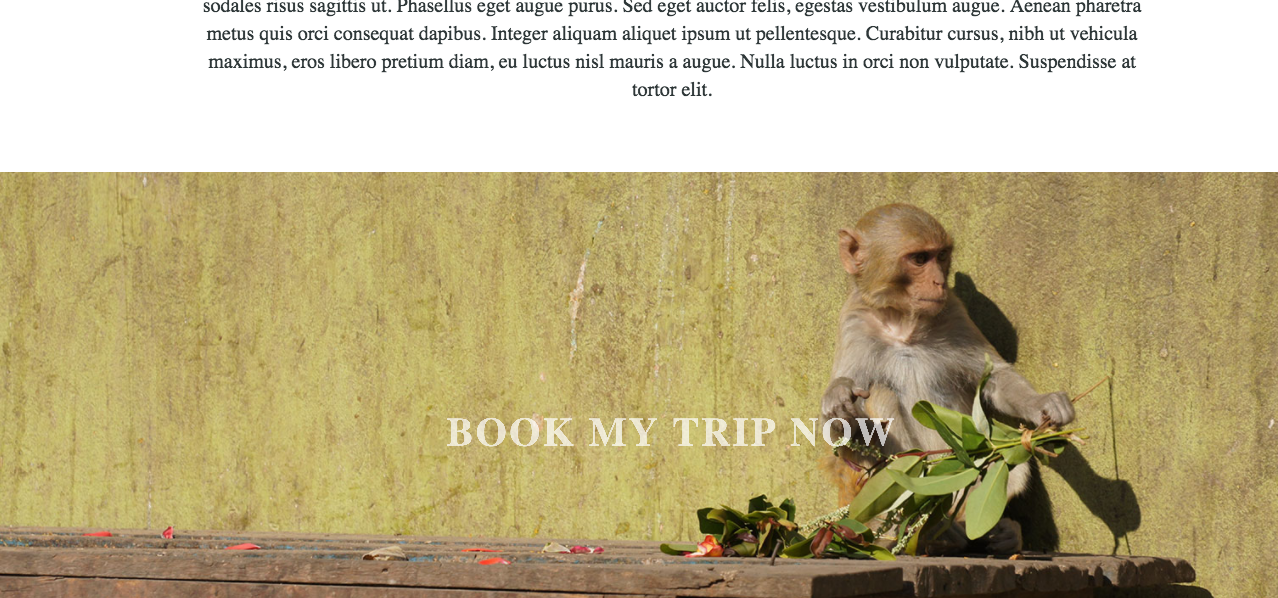 sodales risus sagittis ut. Phasellus eget augue purus. Sed eget auctor felis, egestas vestibulum augue. Aenean pharetra
metus quis orci consequat dapibus. Integer aliquam aliquet ipsum ut pellentesque. Curabitur cursus, nibh ut vehicula
maximus, eros libero pretium diam, eu luctus nisl mauris a augue. Nulla luctus in orci non vulputate. Suspendisse at
tortor elit.
BOOK MY TRIP NOW